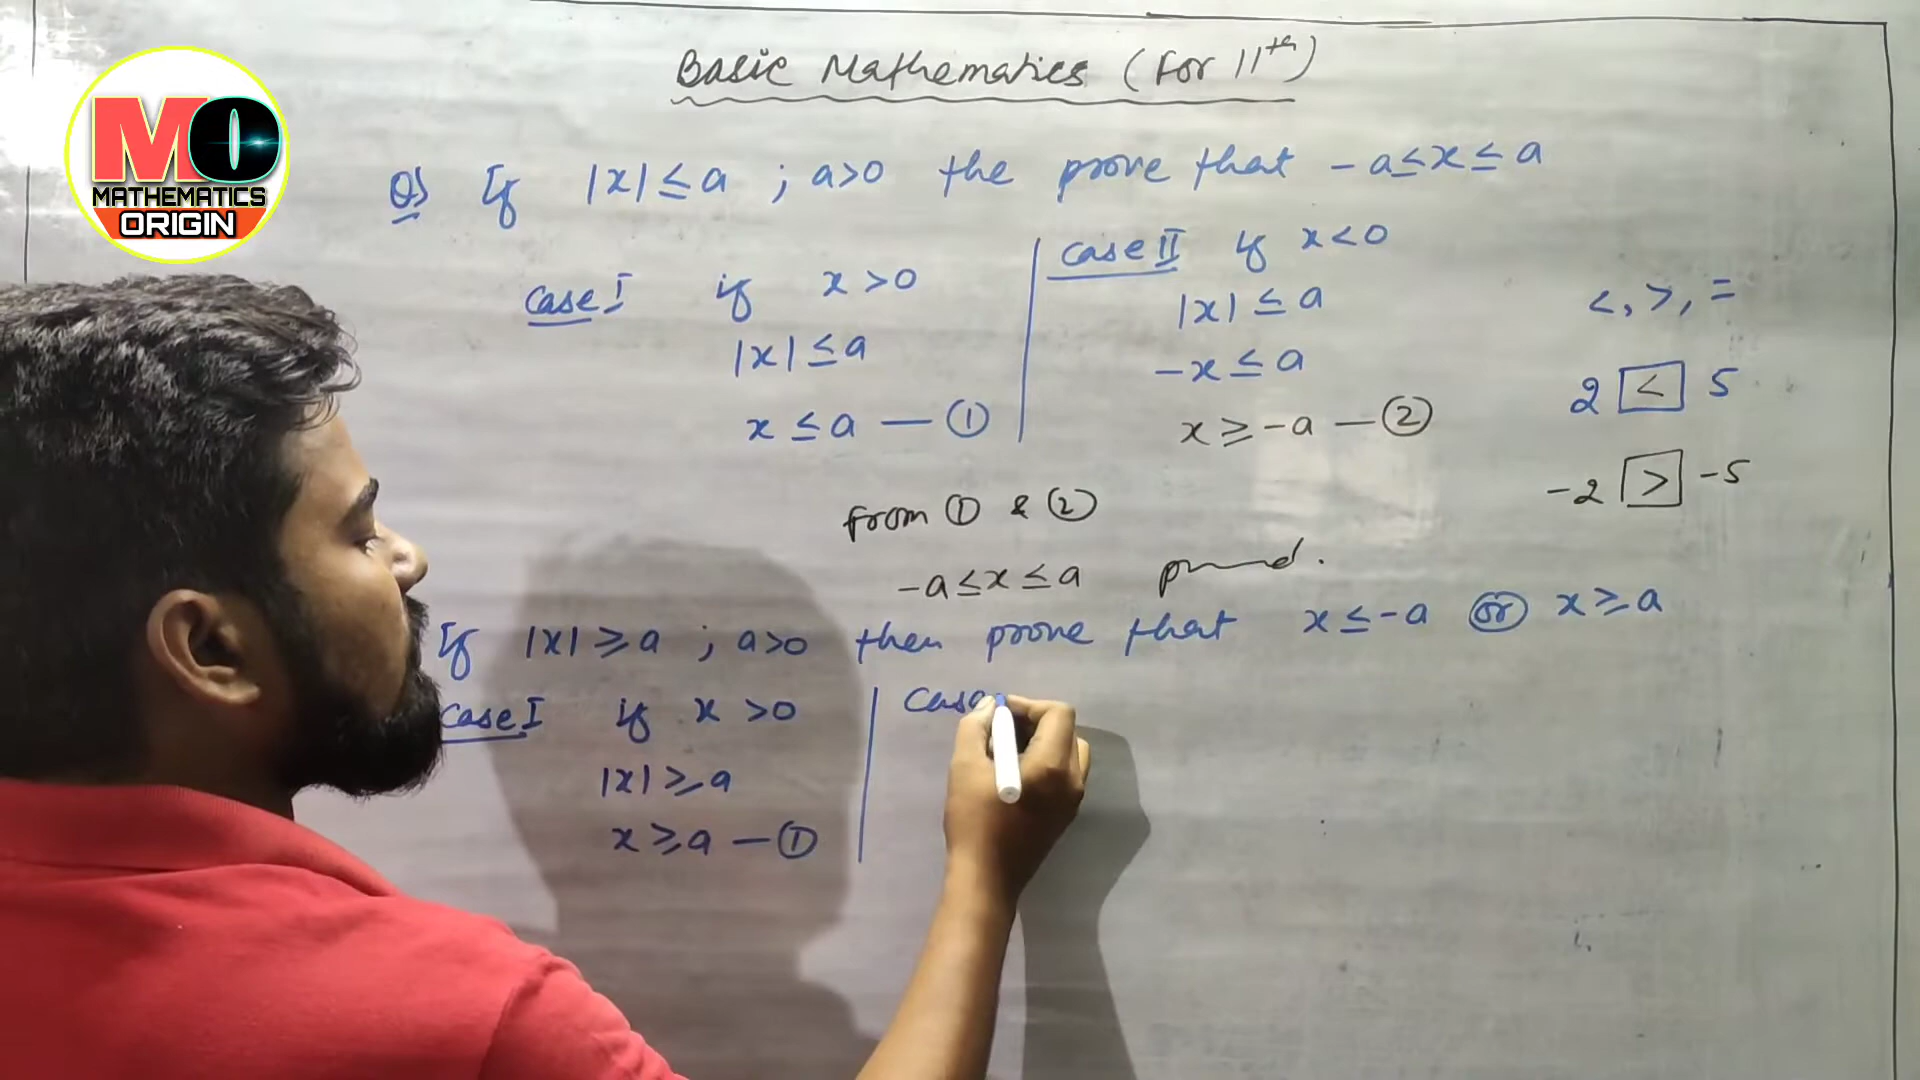 MO
MATHEMATICS
ORIGIN
Basic Mathematics (For 11th)
Q) If |x| ≤ a ; a>0 the prove that -a ≤ x ≤ a
Case I if x > 0
|x| ≤ a
x ≤ a — ①
Case II if x < 0
|x| ≤ a
-x ≤ a
x ≥ -a — ②
<, >, =
2 < 5
-2 > -5
from ① & ②
-a ≤ x ≤ a proved.
If |x| ≥ a ; a>0 then prove that x ≤ -a or x ≥ a
Case I if x > 0
|x| ≥ a
x ≥ a — ①
Case